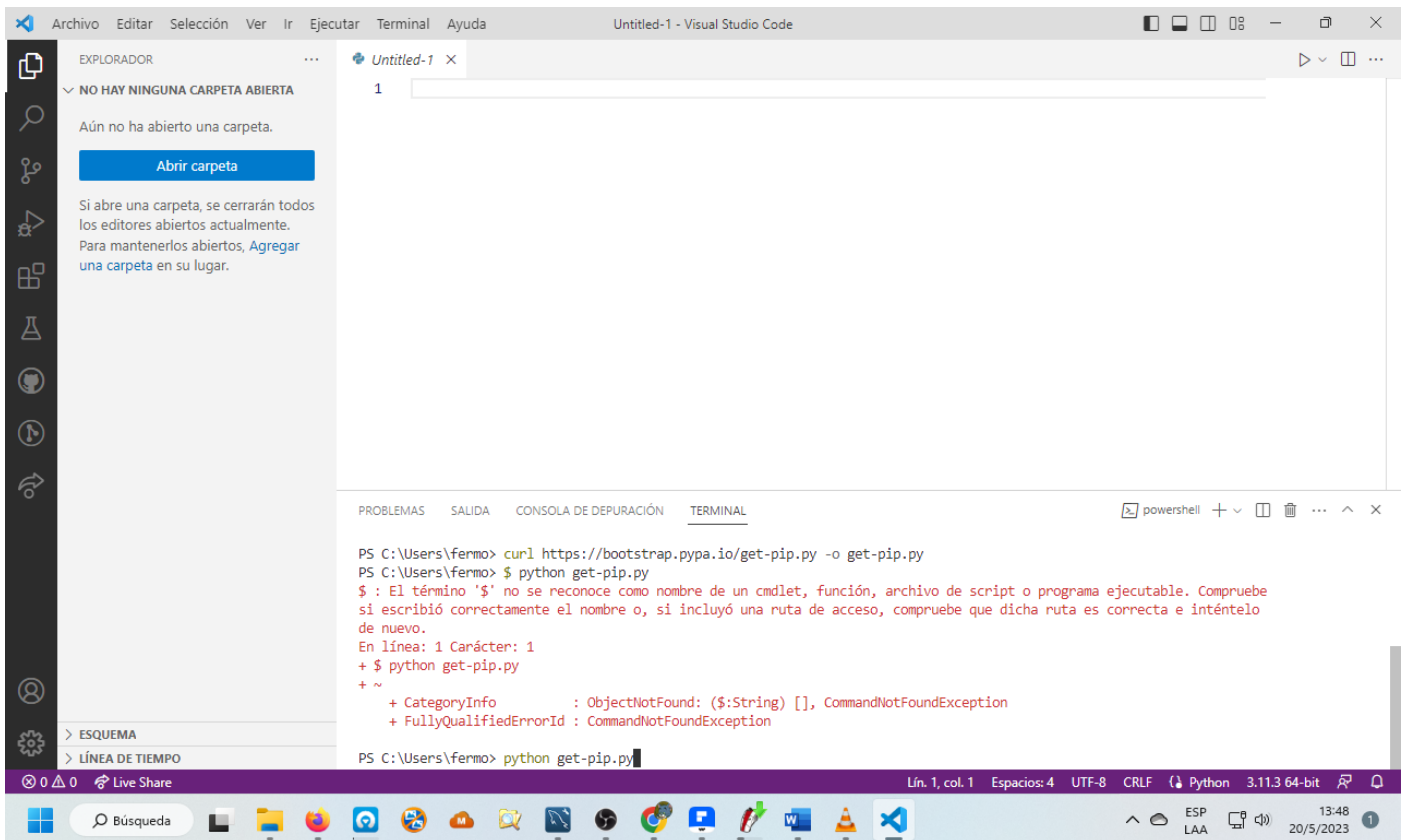 Archivo Editar Selección Ver Ir Ejecutar Terminal Ayuda Untitled-1 - Visual Studio Code
EXPLORADOR
Untitled-1
NO HAY NINGUNA CARPETA ABIERTA
1
Aún no ha abierto una carpeta.
Abrir carpeta
Si abre una carpeta, se cerrarán todos
los editores abiertos actualmente.
Para mantenerlos abiertos, Agregar
una carpeta en su lugar.
PROBLEMAS SALIDA CONSOLA DE DEPURACIÓN TERMINAL
powershell
PS C:\Users\fermo> curl https://bootstrap.pypa.io/get-pip.py -o get-pip.py
PS C:\Users\fermo> $ python get-pip.py
$ : El término '$' no se reconoce como nombre de un cmdlet, función, archivo de script o programa ejecutable. Compruebe
si escribió correctamente el nombre o, si incluyó una ruta de acceso, compruebe que dicha ruta es correcta e inténtelo
de nuevo.
En línea: 1 Carácter: 1
+ $ python get-pip.py
+ ~
+ CategoryInfo : ObjectNotFound: ($:String) [], CommandNotFoundException
+ FullyQualifiedErrorId : CommandNotFoundException
PS C:\Users\fermo> python get-pip.py
ESQUEMA
LÍNEA DE TIEMPO
0 0 Live Share
Lín. 1, col. 1 Espacios: 4 UTF-8 CRLF Python 3.11.3 64-bit
Búsqueda
ESP
LAA
13:48
20/5/2023
1